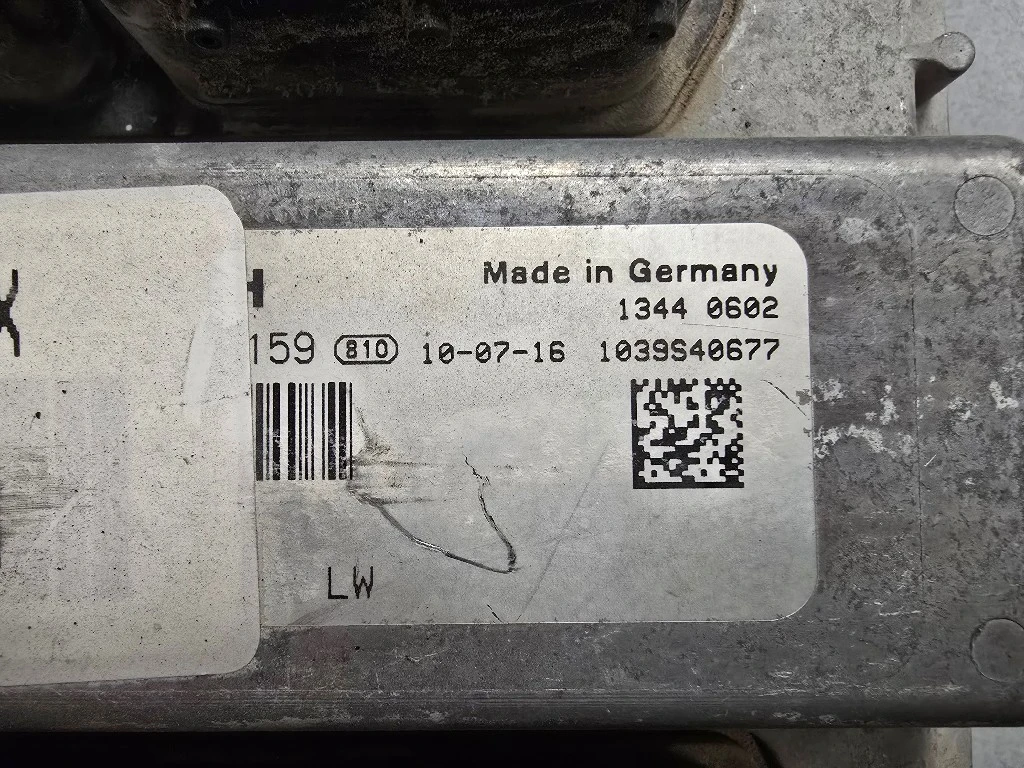 X
H
Made in Germany
1344 0602
159 810 10-07-16 1039S40677
LW